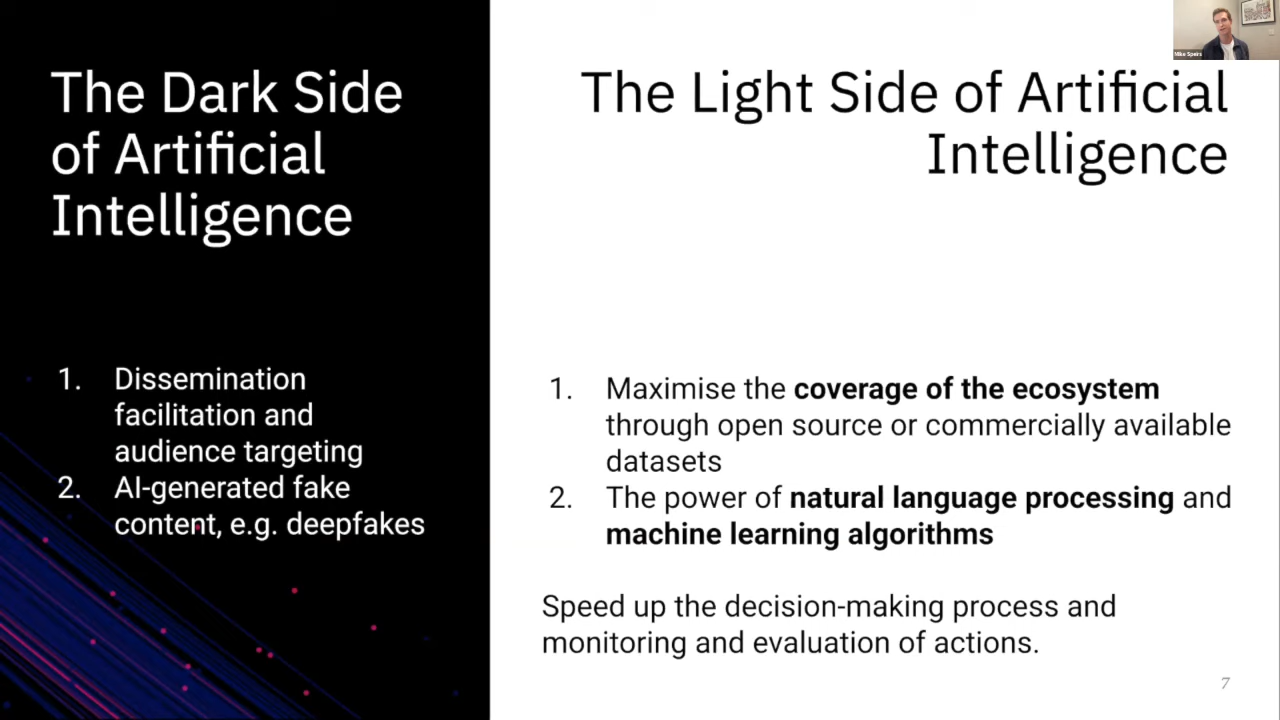 The Dark Side
of Artificial
Intelligence
1. Dissemination
facilitation and
audience targeting
2. AI-generated fake
content, e.g. deepfakes
The Light Side of Artificial
Intelligence
1. Maximise the coverage of the ecosystem
through open source or commercially available
datasets
2. The power of natural language processing and
machine learning algorithms
Speed up the decision-making process and
monitoring and evaluation of actions.
7
Mike Speirs